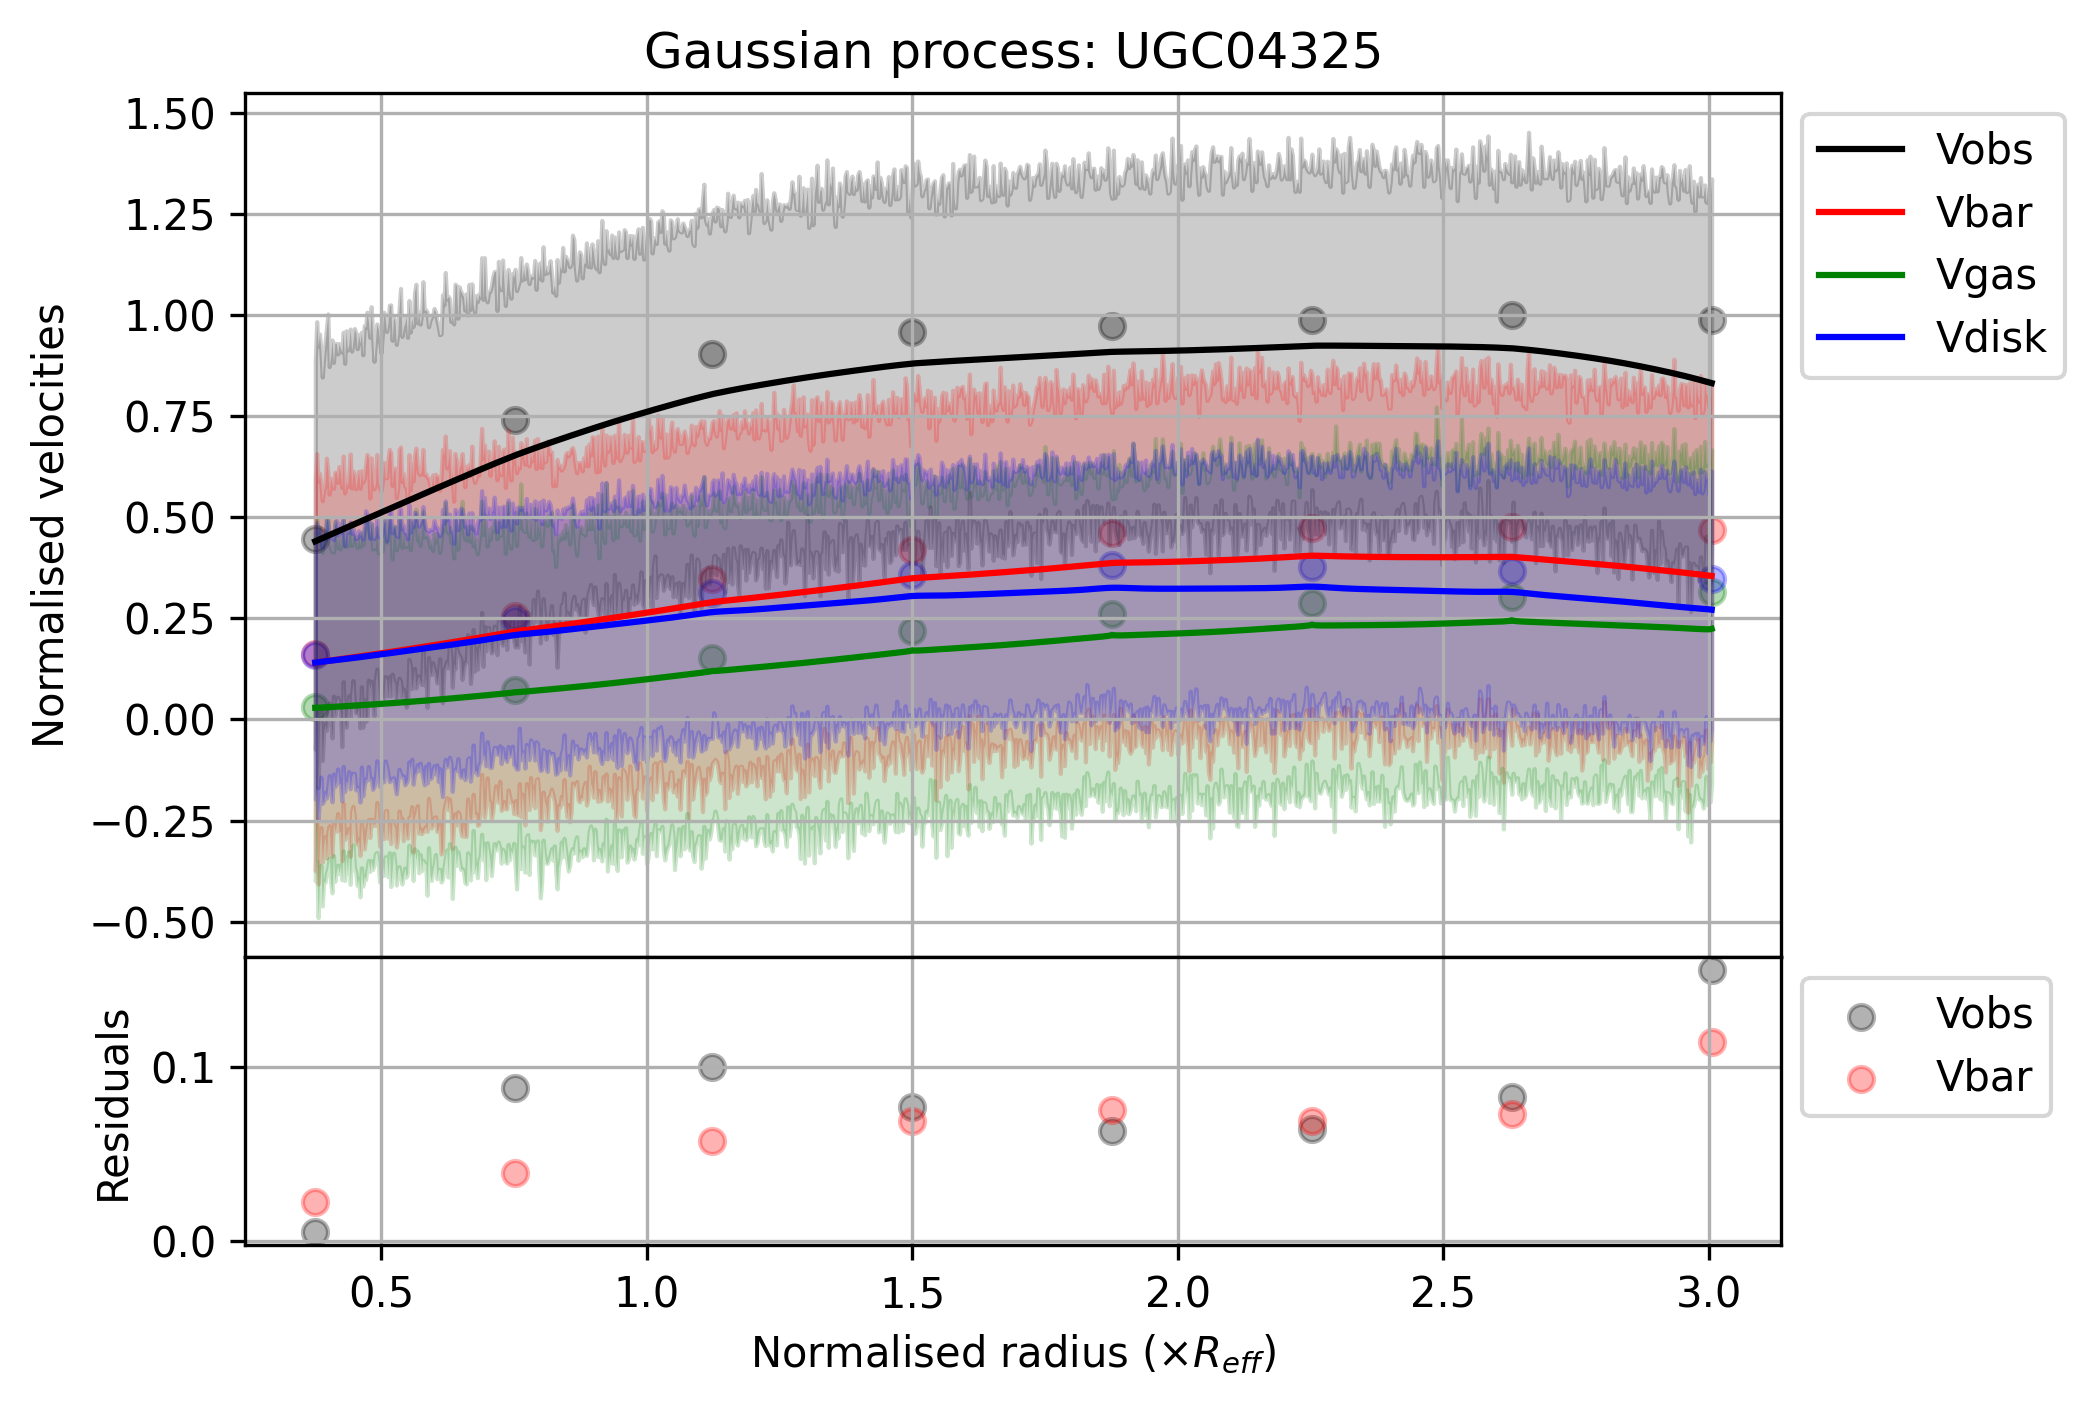 Gaussian process: UGC04325
Normalised velocities
1.50
1.25
1.00
0.75
0.50
0.25
0.00
−0.25
−0.50
Vobs
Vbar
Vgas
Vdisk
Residuals
0.1
0.0
Vobs
Vbar
0.5 1.0 1.5 2.0 2.5 3.0
Normalised radius (×R_eff)